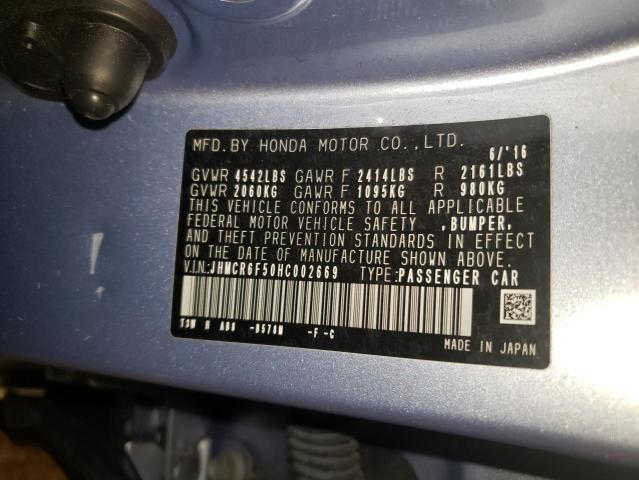 MFD. BY HONDA MOTOR CO.,LTD.
6/'16
GVWR 4542LBS GAWR F 2414LBS R 2161LBS
GVWR 2060KG GAWR F 1095KG R 980KG
THIS VEHICLE CONFORMS TO ALL APPLICABLE
FEDERAL MOTOR VEHICLE SAFETY ,BUMPER,
AND THEFT PREVENTION STANDARDS IN EFFECT
ON THE DATE OF MANUFACTURE SHOWN ABOVE.
V.I.N:JHMCR6F50HC002669 TYPE:PASSENGER CAR
-B578M -F -C
MADE IN JAPAN